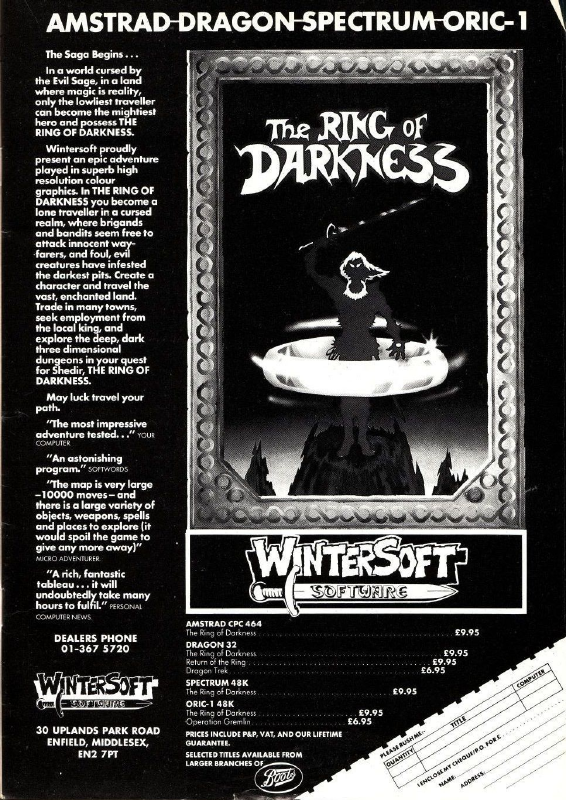 AMSTRAD-DRAGON-SPECTRUM-ORIC-1
The Saga Begins . . .
In a world cursed by
the Evil Sage, in a land
where magic is reality,
only the lowliest traveller
can become the mightiest
hero and possess THE
RING OF DARKNESS.
Wintersoft proudly
present an epic adventure
played in superb high
resolution colour
graphics. In THE RING OF
DARKNESS you become a
lone traveller in a cursed
realm, where brigands
and bandits seem free to
attack innocent way-
farers, and foul, evil
creatures have infested
the darkest pits. Create a
character and travel the
vast, enchanted land.
Trade in many towns,
seek employment from
the local king, and
explore the deep, dark
three dimensional
dungeons in your quest
for Shedir, THE RING OF
DARKNESS.
May luck travel your
path.
"The most impressive
adventure tested. . ." YOUR
COMPUTER
"An astonishing
program." SOFTWORDS
"The map is very large
–10000 moves – and
there is a large variety of
objects, weapons, spells
and places to explore (it
would spoil the game to
give any more away)"
MICRO ADVENTURER.
"A rich, fantastic
tableau . . . it will
undoubtedly take many
hours to fulfil." PERSONAL
COMPUTER NEWS.
DEALERS PHONE
01-367 5720
WINTERSOFT
SOFTWARE
30 UPLANDS PARK ROAD
ENFIELD, MIDDLESEX,
EN2 7PT
The RING OF
DARKNESS
WINTERSOFT
SOFTWARE
AMSTRAD CPC 464
The Ring of Darkness £9.95
DRAGON 32
The Ring of Darkness £9.95
Return of the Ring £9.95
Dragon Trek £6.95
SPECTRUM 48K
The Ring of Darkness £9.95
ORIC-1 48K
The Ring of Darkness £9.95
Operation Gremlin £6.95
PRICES INCLUDE P&P, VAT, AND OUR LIFETIME
GUARANTEE.
SELECTED TITLES AVAILABLE FROM
LARGER BRANCHES OF
Boots
PLEASE RUSH ME:-
QUANTITY
TITLE
COMPUTER
I ENCLOSE MY CHEQUE/P.O. FOR £
NAME:
ADDRESS: